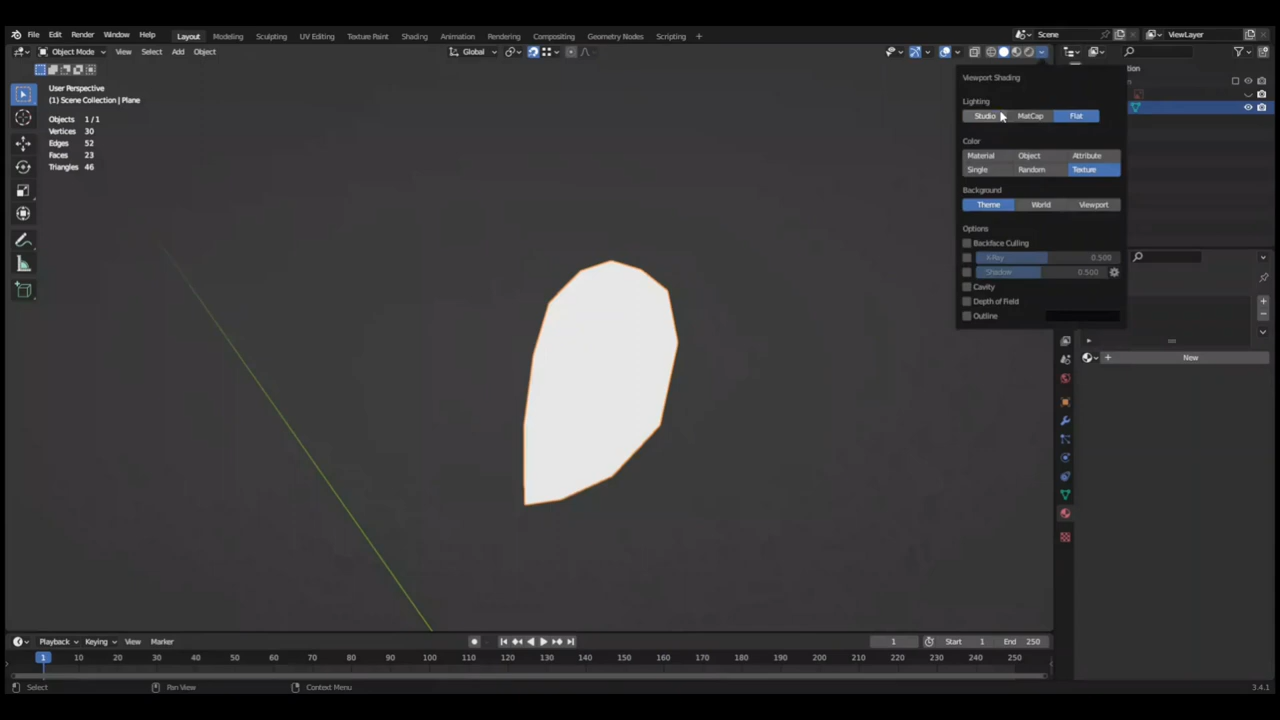 File Edit Render Window Help Layout Modeling Sculpting UV Editing Texture Paint Shading Animation Rendering Compositing Geometry Nodes Scripting + Scene ViewLayer
Object Mode View Select Add Object Global
User Perspective
(1) Scene Collection | Plane
Objects 1/1
Vertices 30
Edges 52
Faces 23
Triangles 46
Viewport Shading
Lighting
Studio MatCap Flat
Color
Material Object Attribute
Single Random Texture
Background
Theme World Viewport
Options
Backface Culling
X-Ray 0.500
Shadow 0.500
Cavity
Depth of Field
Outline
ction
+ New
Playback Keying View Marker 1 Start 1 End 250
1 10 20 30 40 50 60 70 80 90 100 110 120 130 140 150 160 170 180 190 200 210 220 230 240 250
Select Pan View Context Menu 3.4.1